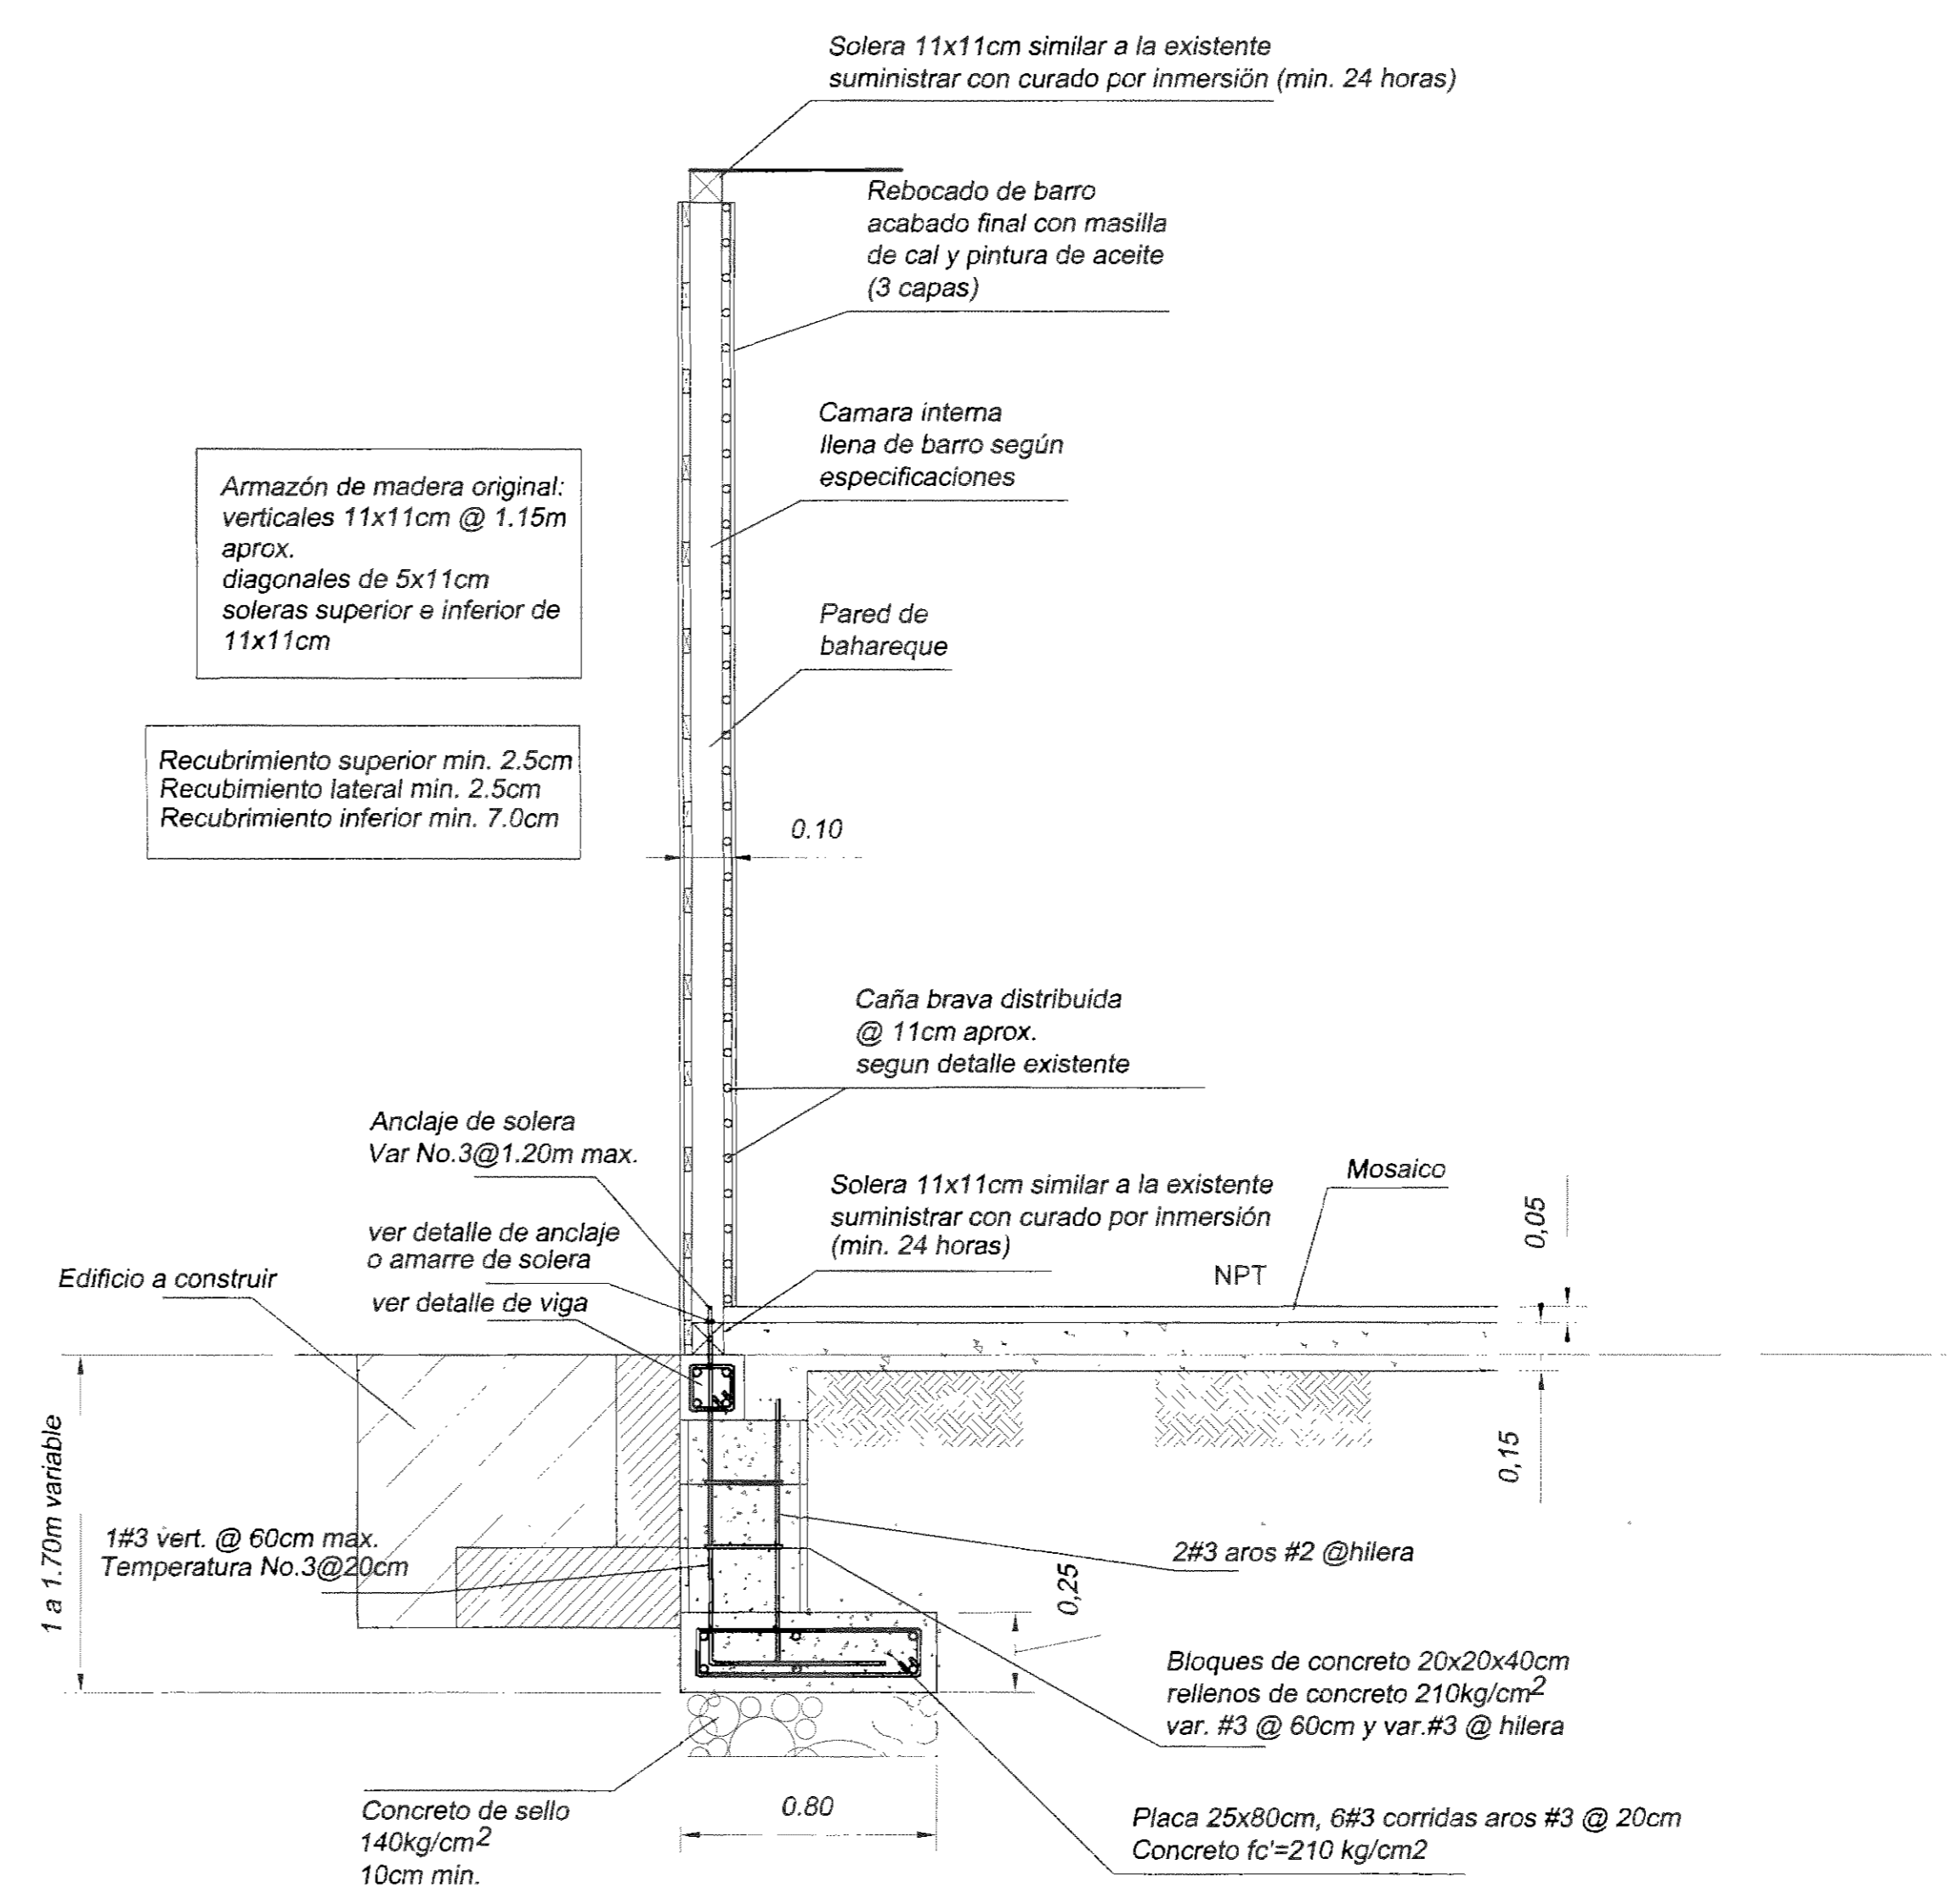 Solera 11x11cm similar a la existente
suministrar con curado por inmersión (min. 24 horas)
Rebocado de barro
acabado final con masilla
de cal y pintura de aceite
(3 capas)
Camara interna
llena de barro según
especificaciones
Armazón de madera original:
verticales 11x11cm @ 1.15m
aprox.
diagonales de 5x11cm
soleras superior e inferior de
11x11cm
Pared de
bahareque
Recubrimiento superior min. 2.5cm
Recubimiento lateral min. 2.5cm
Recubrimiento inferior min. 7.0cm
0.10
Caña brava distribuida
@ 11cm aprox.
segun detalle existente
Anclaje de solera
Var No.3@1.20m max.
Solera 11x11cm similar a la existente
suministrar con curado por inmersión
(min. 24 horas)
Mosaico
0,05
ver detalle de anclaje
o amarre de solera
NPT
Edificio a construir
ver detalle de viga
1 a 1.70m variable
0,15
1#3 vert. @ 60cm max.
Temperatura No.3@20cm
2#3 aros #2 @hilera
0,25
Bloques de concreto 20x20x40cm
rellenos de concreto 210kg/cm2
var. #3 @ 60cm y var.#3 @ hilera
Concreto de sello
140kg/cm2
10cm min.
0.80
Placa 25x80cm, 6#3 corridas aros #3 @ 20cm
Concreto fc'=210 kg/cm2